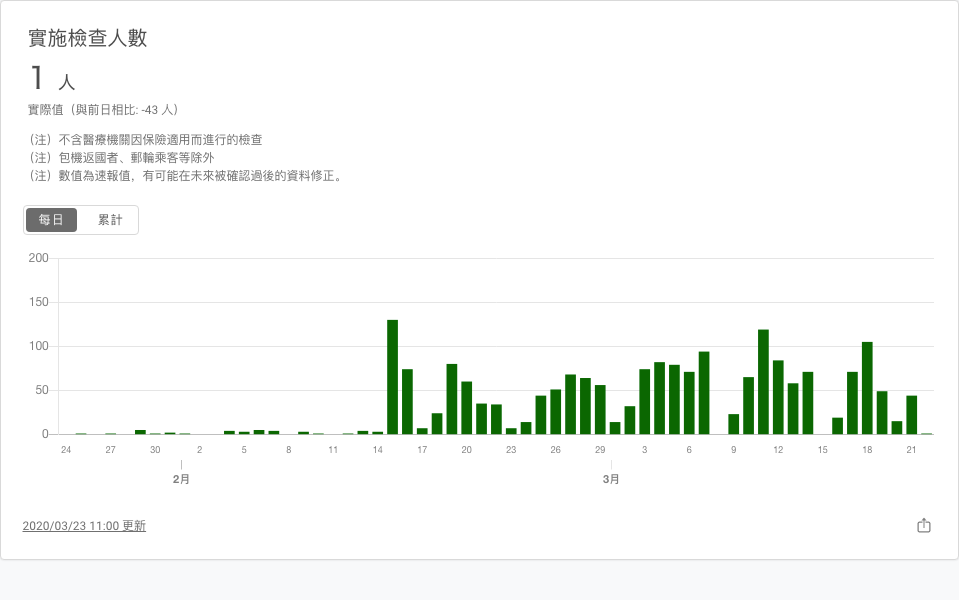 實施檢查人數
1 人
實際值（與前日相比: -43 人）
（注）不含醫療機關因保險適用而進行的檢查
（注）包機返國者、郵輪乘客等除外
（注）數值為速報值，有可能在未來被確認過後的資料修正。
每日 累計
200
150
100
50
0
24 27 30 2 5 8 11 14 17 20 23 26 29 3 6 9 12 15 18 21
2月 3月
2020/03/23 11:00 更新